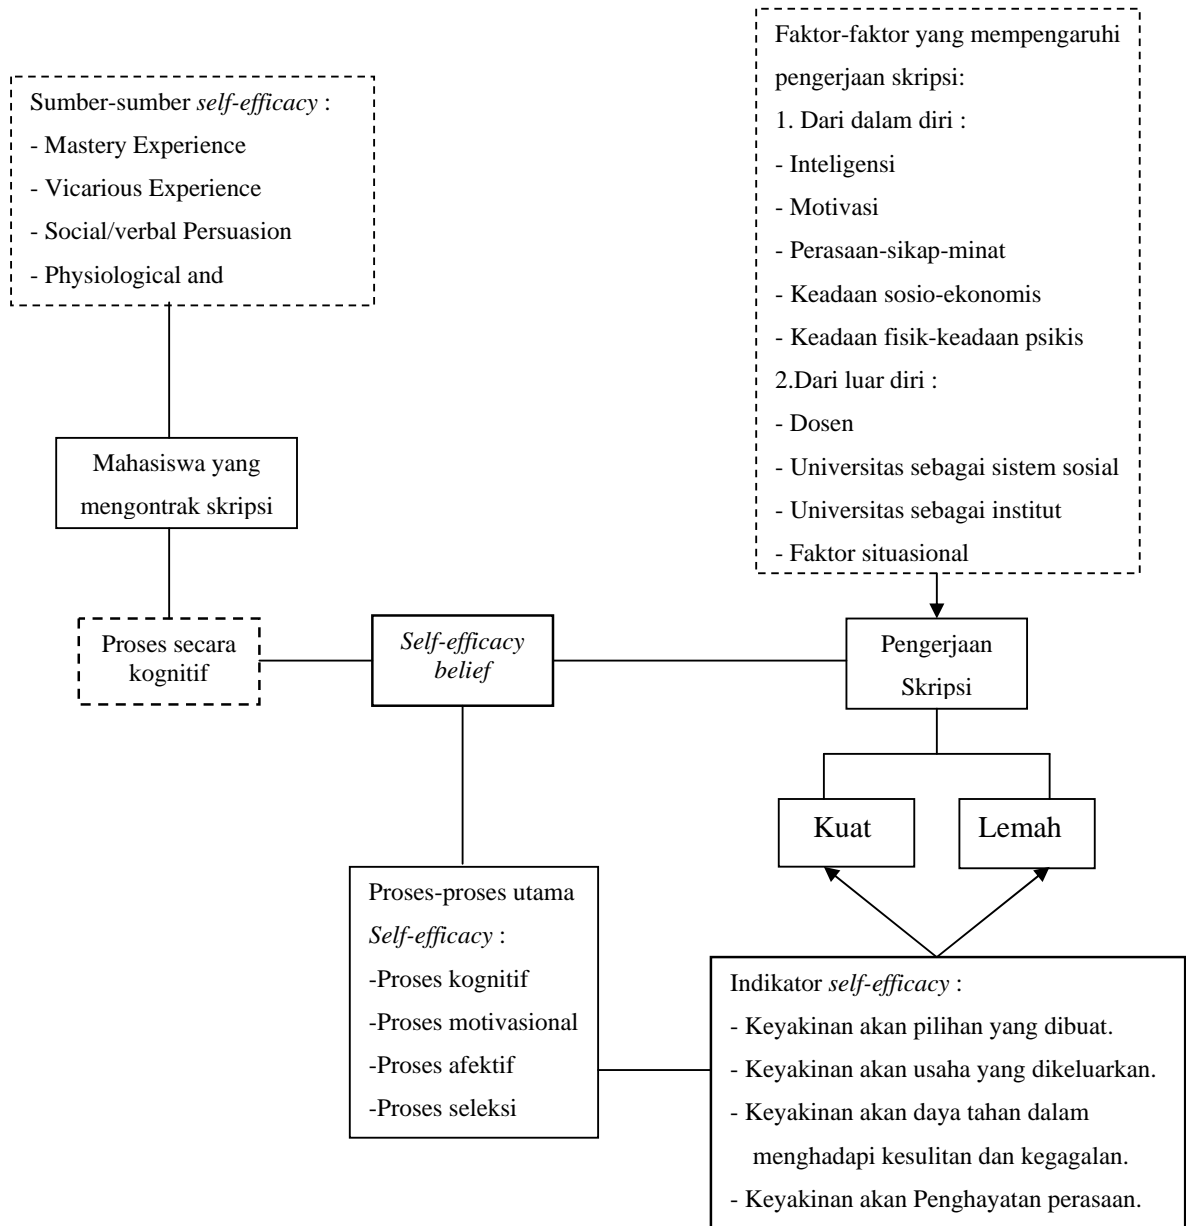 Sumber-sumber self-efficacy :
- Mastery Experience
- Vicarious Experience
- Social/verbal Persuasion
- Physiological and
Faktor-faktor yang mempengaruhi
pengerjaan skripsi:
1. Dari dalam diri :
- Inteligensi
- Motivasi
- Perasaan-sikap-minat
- Keadaan sosio-ekonomis
- Keadaan fisik-keadaan psikis
2.Dari luar diri :
- Dosen
- Universitas sebagai sistem sosial
- Universitas sebagai institut
- Faktor situasional
Mahasiswa yang
mengontrak skripsi
Proses secara
kognitif
Self-efficacy
belief
Pengerjaan
Skripsi
Kuat
Lemah
Proses-proses utama
Self-efficacy :
-Proses kognitif
-Proses motivasional
-Proses afektif
-Proses seleksi
Indikator self-efficacy :
- Keyakinan akan pilihan yang dibuat.
- Keyakinan akan usaha yang dikeluarkan.
- Keyakinan akan daya tahan dalam
menghadapi kesulitan dan kegagalan.
- Keyakinan akan Penghayatan perasaan.